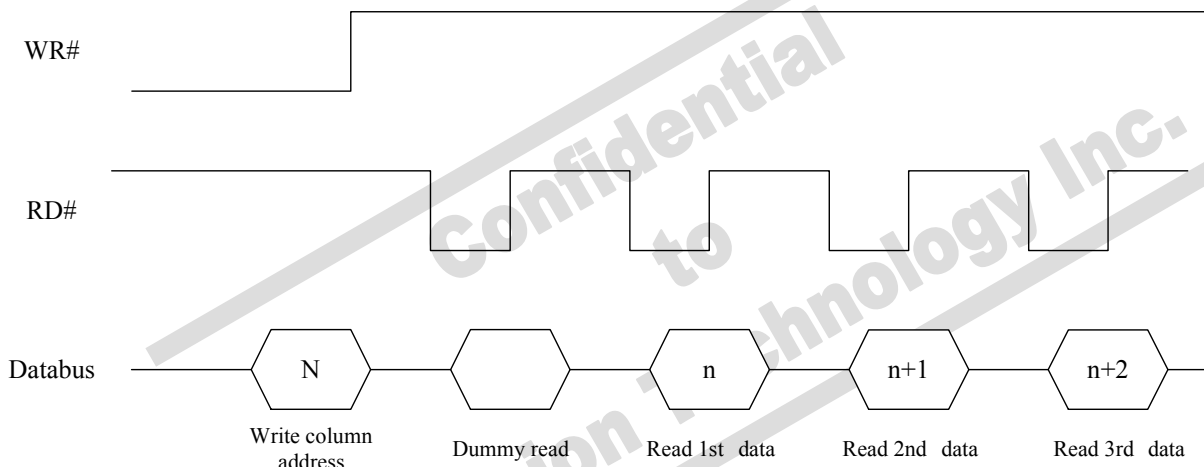 WR#
RD#
Databus
N
n
n+1
n+2
Write column
address
Dummy read
Read 1st data
Read 2nd data
Read 3rd data
Confidential
to
Technology Inc.